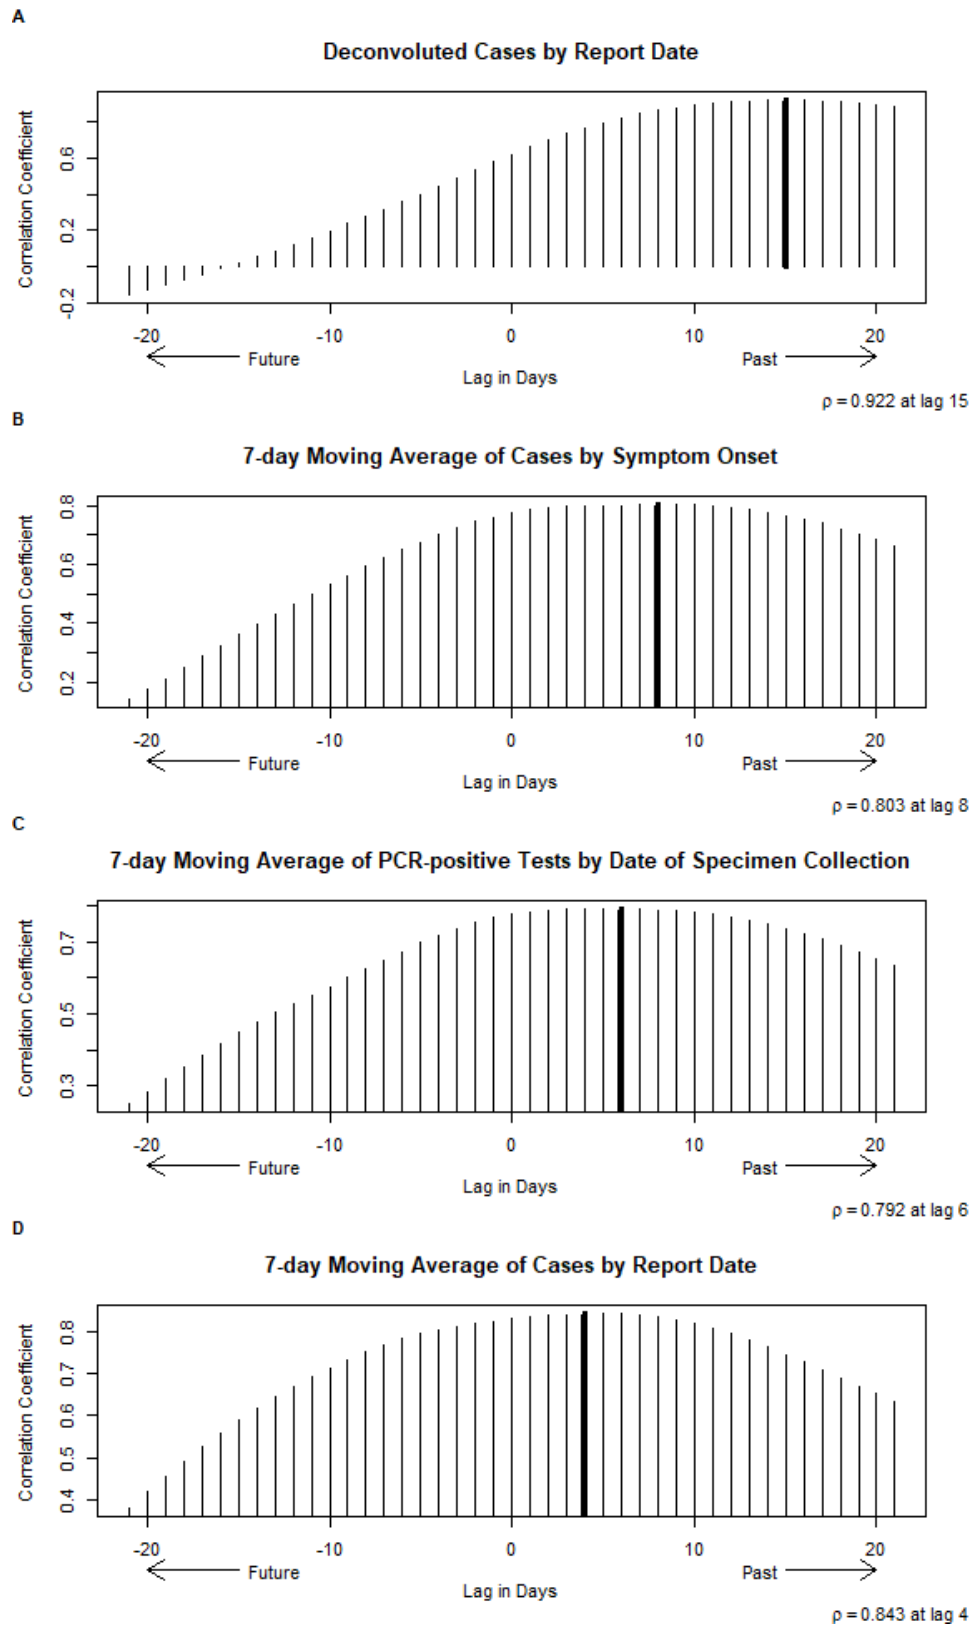 A
Deconvoluted Cases by Report Date
Correlation Coefficient
0.6
0.2
-0.2
-20 -10 0 10 20
Future Past
Lag in Days
ρ = 0.922 at lag 15
B
7-day Moving Average of Cases by Symptom Onset
Correlation Coefficient
0.8
0.6
0.4
0.2
-20 -10 0 10 20
Future Past
Lag in Days
ρ = 0.803 at lag 8
C
7-day Moving Average of PCR-positive Tests by Date of Specimen Collection
Correlation Coefficient
0.7
0.5
0.3
-20 -10 0 10 20
Future Past
Lag in Days
ρ = 0.792 at lag 6
D
7-day Moving Average of Cases by Report Date
Correlation Coefficient
0.8
0.7
0.6
0.5
0.4
-20 -10 0 10 20
Future Past
Lag in Days
ρ = 0.843 at lag 4